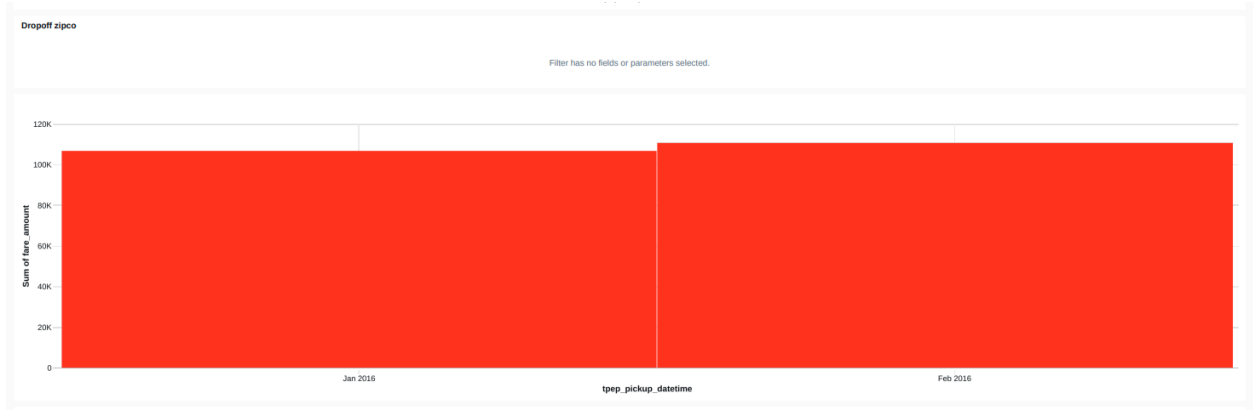 Dropoff zipco
Filter has no fields or parameters selected.
120K
100K
80K
60K
40K
20K
0
Sum of fare_amount
Jan 2016
Feb 2016
tpep_pickup_datetime